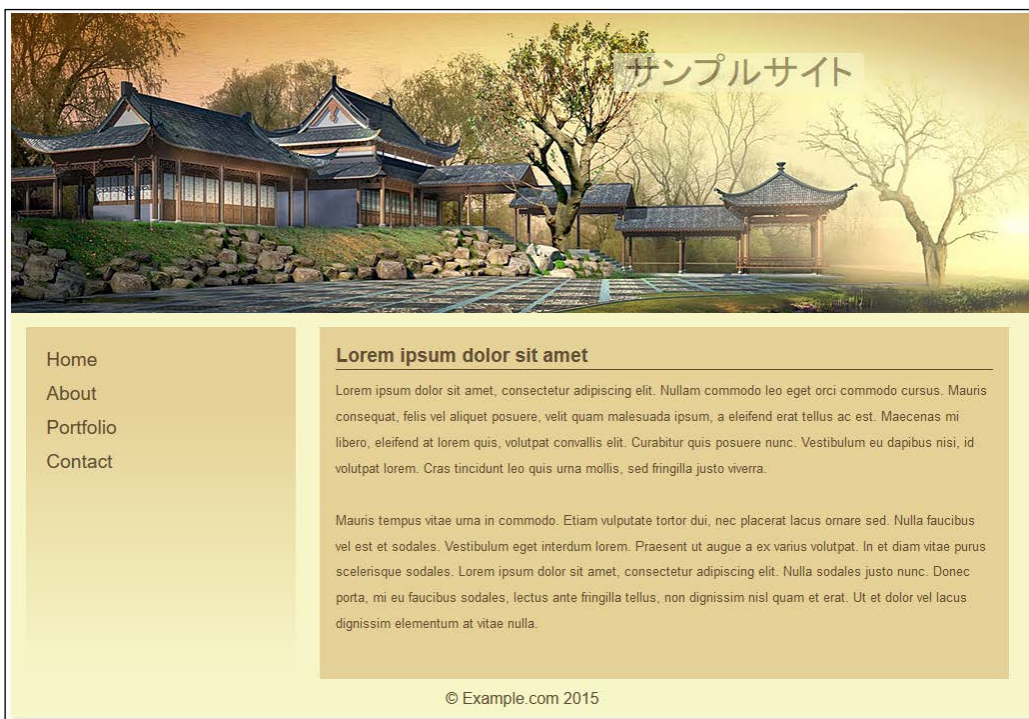 サンプルサイト
Home
About
Portfolio
Contact
Lorem ipsum dolor sit amet
Lorem ipsum dolor sit amet, consectetur adipiscing elit. Nullam commodo leo eget orci commodo cursus. Mauris
consequat, felis vel aliquet posuere, velit quam malesuada ipsum, a eleifend erat tellus ac est. Maecenas mi
libero, eleifend at lorem quis, volutpat convallis elit. Curabitur quis posuere nunc. Vestibulum eu dapibus nisi, id
volutpat lorem. Cras tincidunt leo quis urna mollis, sed fringilla justo viverra.
Mauris tempus vitae urna in commodo. Etiam vulputate tortor dui, nec placerat lacus ornare sed. Nulla faucibus
vel est et sodales. Vestibulum eget interdum lorem. Praesent ut augue a ex varius volutpat. In et diam vitae purus
scelerisque sodales. Lorem ipsum dolor sit amet, consectetur adipiscing elit. Nulla sodales justo nunc. Donec
porta, mi eu faucibus sodales, lectus ante fringilla tellus, non dignissim nisl quam et erat. Ut et dolor vel lacus
dignissim elementum at vitae nulla.
© Example.com 2015